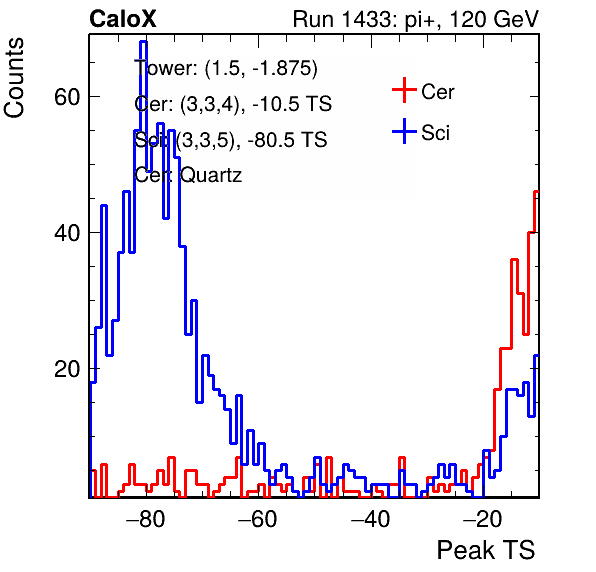 CaloX Run 1433: pi+, 120 GeV
Counts
Tower: (1.5, -1.875)
Cer: (3,3,4), -10.5 TS
Sci: (3,3,5), -80.5 TS
Cer: Quartz
Cer
Sci
60
40
20
−80 −60 −40 −20
Peak TS